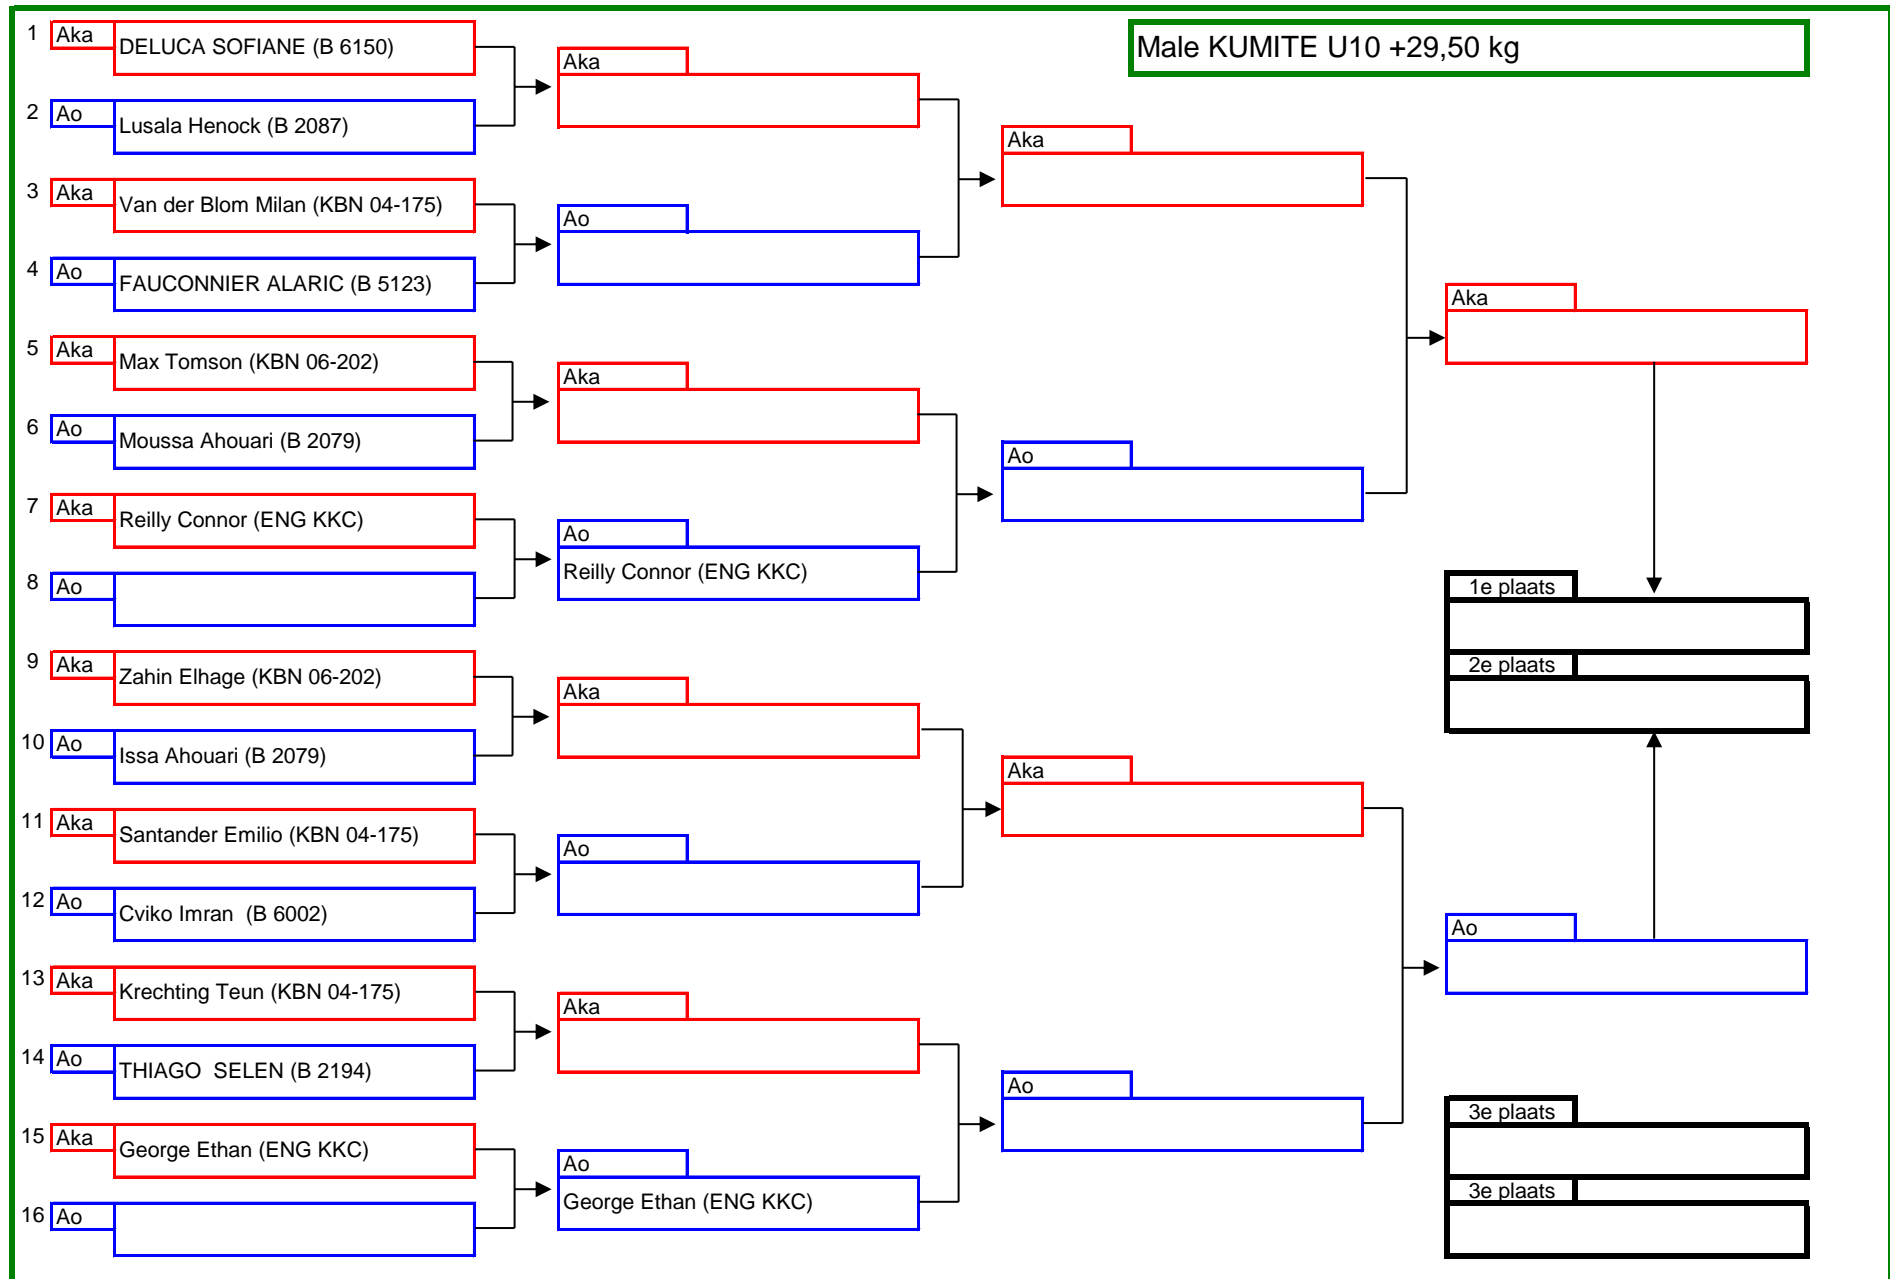 Male KUMITE U10 +29,50 kg
1 Aka DELUCA SOFIANE (B 6150)
2 Ao Lusala Henock (B 2087)
3 Aka Van der Blom Milan (KBN 04-175)
4 Ao FAUCONNIER ALARIC (B 5123)
5 Aka Max Tomson (KBN 06-202)
6 Ao Moussa Ahouari (B 2079)
7 Aka Reilly Connor (ENG KKC)
8 Ao
9 Aka Zahin Elhage (KBN 06-202)
10 Ao Issa Ahouari (B 2079)
11 Aka Santander Emilio (KBN 04-175)
12 Ao Cviko Imran  (B 6002)
13 Aka Krechting Teun (KBN 04-175)
14 Ao THIAGO  SELEN (B 2194)
15 Aka George Ethan (ENG KKC)
16 Ao
Aka
Ao
Aka
Ao
Reilly Connor (ENG KKC)
Aka
Ao
Aka
Ao
George Ethan (ENG KKC)
Aka
Ao
Aka
Ao
Aka
1e plaats
2e plaats
Ao
3e plaats
3e plaats